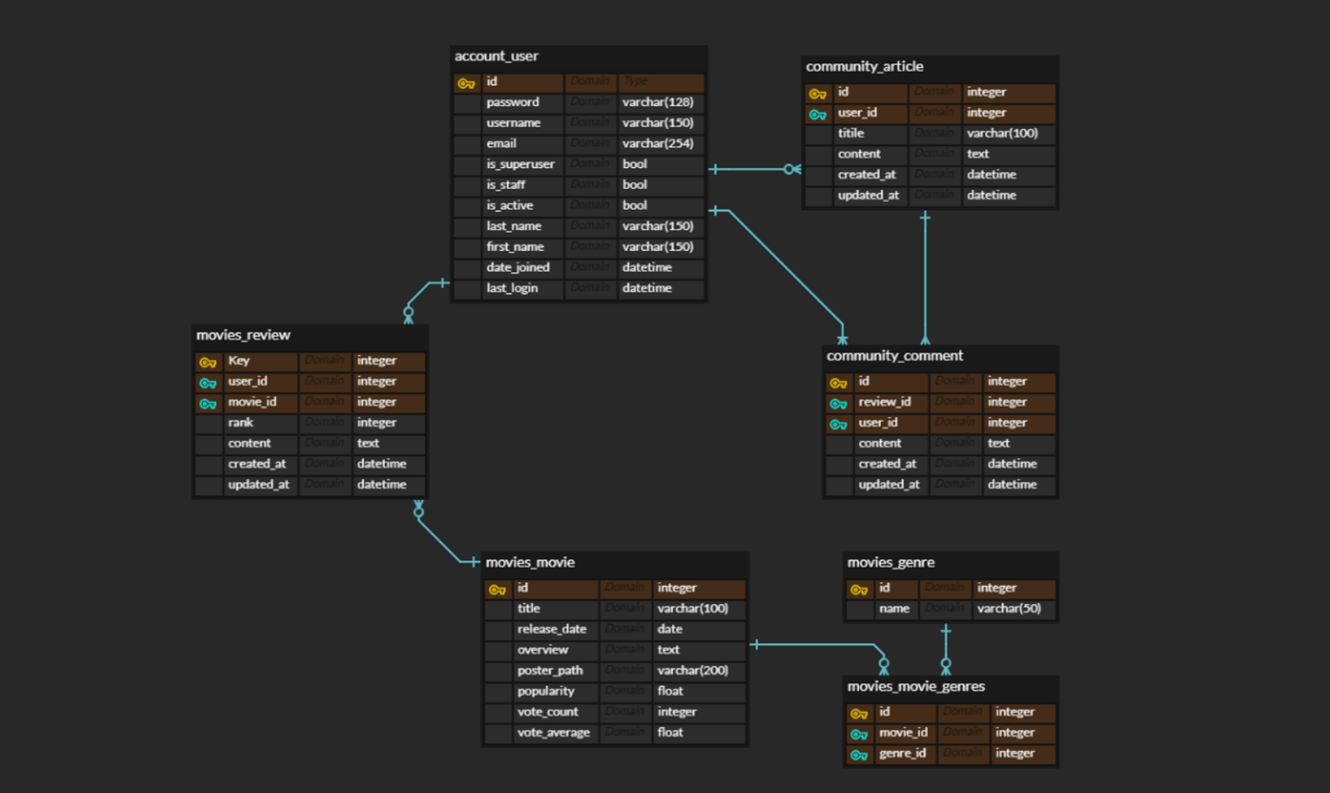 account_user
id Domain Type
password Domain varchar(128)
username Domain varchar(150)
email Domain varchar(254)
is_superuser Domain bool
is_staff Domain bool
is_active Domain bool
last_name Domain varchar(150)
first_name Domain varchar(150)
date_joined Domain datetime
last_login Domain datetime
community_article
id Domain integer
user_id Domain integer
titile Domain varchar(100)
content Domain text
created_at Domain datetime
updated_at Domain datetime
movies_review
Key Domain integer
user_id Domain integer
movie_id Domain integer
rank Domain integer
content Domain text
created_at Domain datetime
updated_at Domain datetime
community_comment
id Domain integer
review_id Domain integer
user_id Domain integer
content Domain text
created_at Domain datetime
updated_at Domain datetime
movies_movie
id Domain integer
title Domain varchar(100)
release_date Domain date
overview Domain text
poster_path Domain varchar(200)
popularity Domain float
vote_count Domain integer
vote_average Domain float
movies_genre
id Domain integer
name Domain varchar(50)
movies_movie_genres
id Domain integer
movie_id Domain integer
genre_id Domain integer